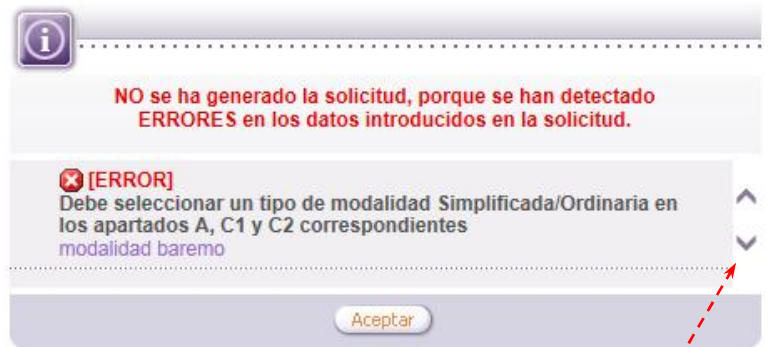 NO se ha generado la solicitud, porque se han detectado
ERRORES en los datos introducidos en la solicitud.
[ERROR]
Debe seleccionar un tipo de modalidad Simplificada/Ordinaria en
los apartados A, C1 y C2 correspondientes
modalidad baremo
Aceptar